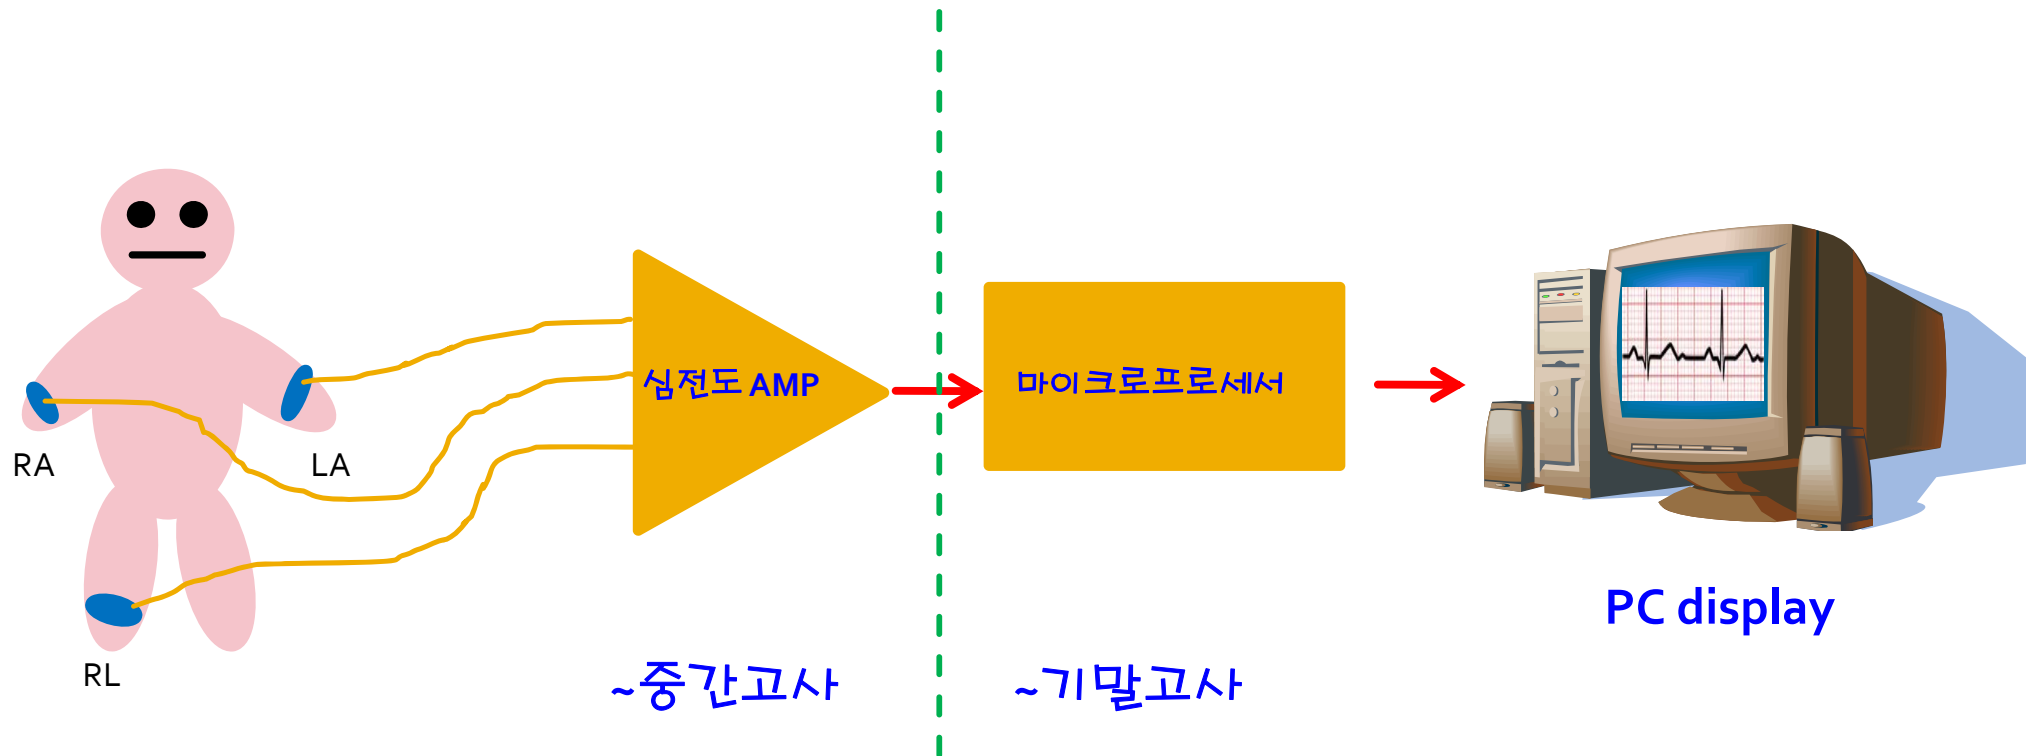 심전도 AMP
마이크로프로세서
RA
LA
RL
PC display
~중간고사
~기말고사